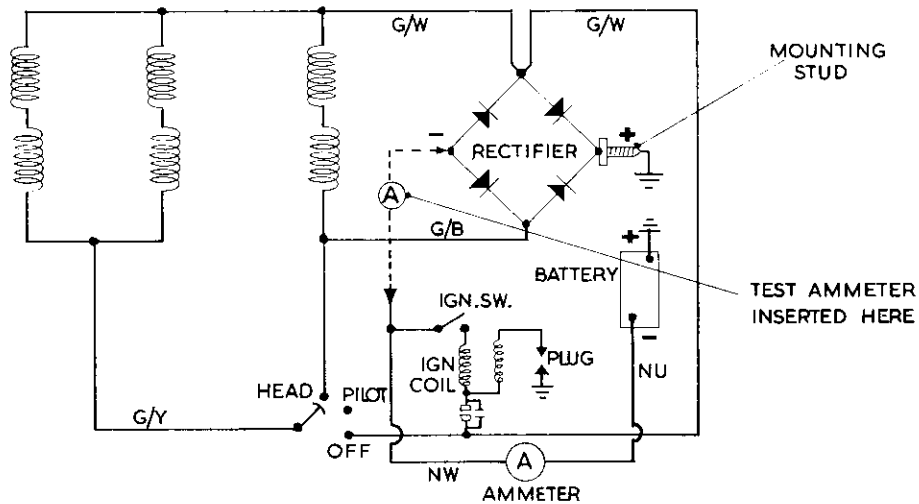 G/W
G/W
MOUNTING
STUD
-
+
RECTIFIER
A
G/B
+
BATTERY
TEST AMMETER
INSERTED HERE
IGN. SW.
-
IGN
COIL
PLUG
NU
HEAD
PILOT
G/Y
OFF
NW
A
AMMETER